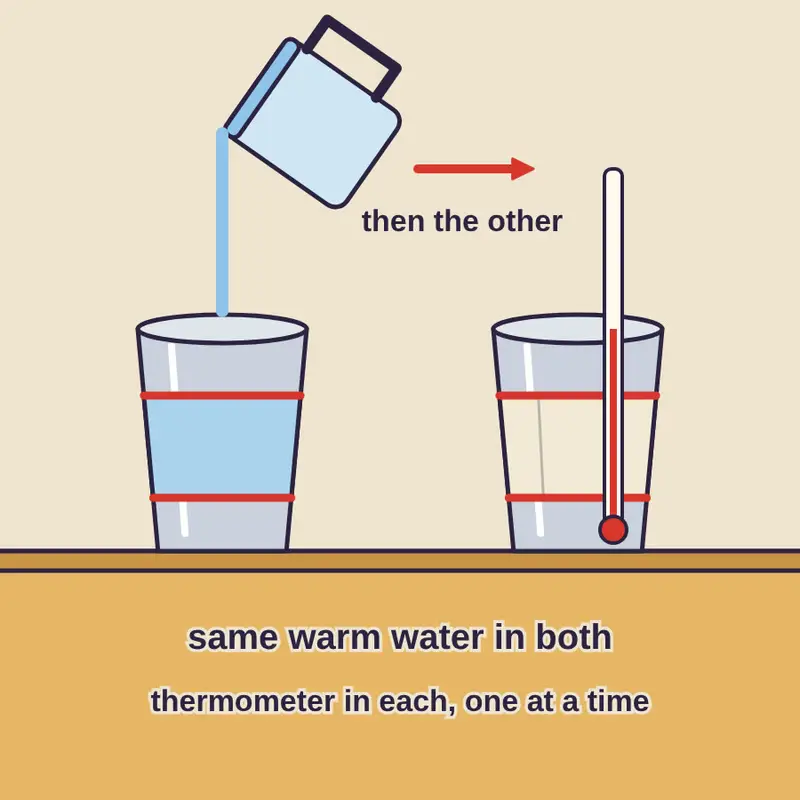 then the other
same warm water in both
thermometer in each, one at a time